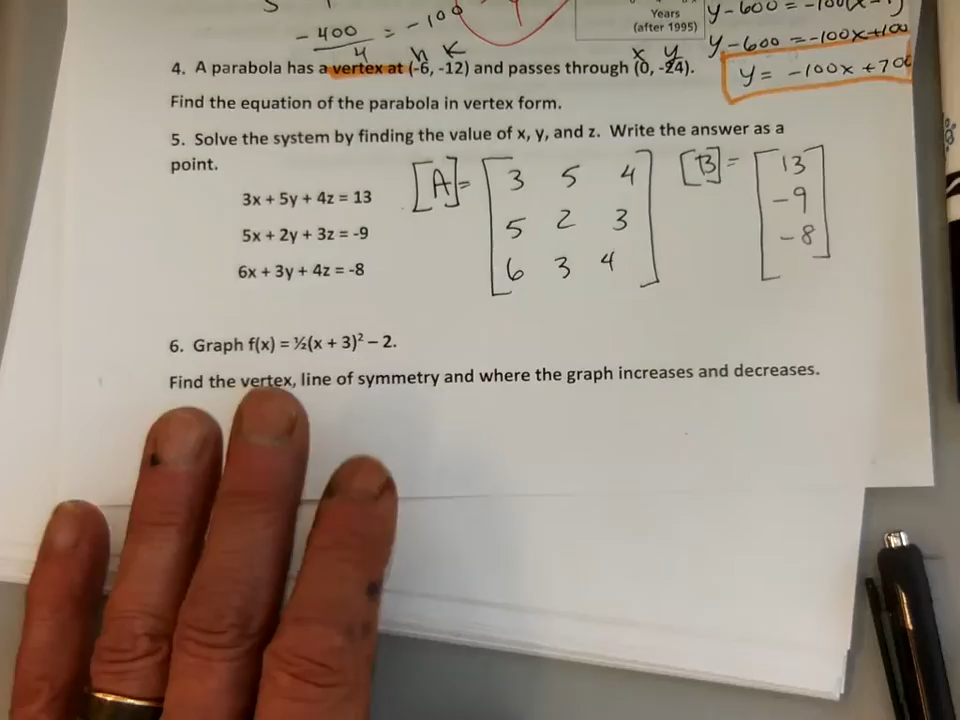 -400 / 4 = -100
Years
(after 1995)
y-600 = -100x+100
y = -100x +700
h k
x y
4. A parabola has a vertex at (-6, -12) and passes through (0, -24).
Find the equation of the parabola in vertex form.
5. Solve the system by finding the value of x, y, and z. Write the answer as a
point.
3x + 5y + 4z = 13
5x + 2y + 3z = -9
6x + 3y + 4z = -8
[A]= [B]=
3 5 4 13
5 2 3 -9
6 3 4 -8
6. Graph f(x) = ½(x + 3)² – 2.
Find the vertex, line of symmetry and where the graph increases and decreases.